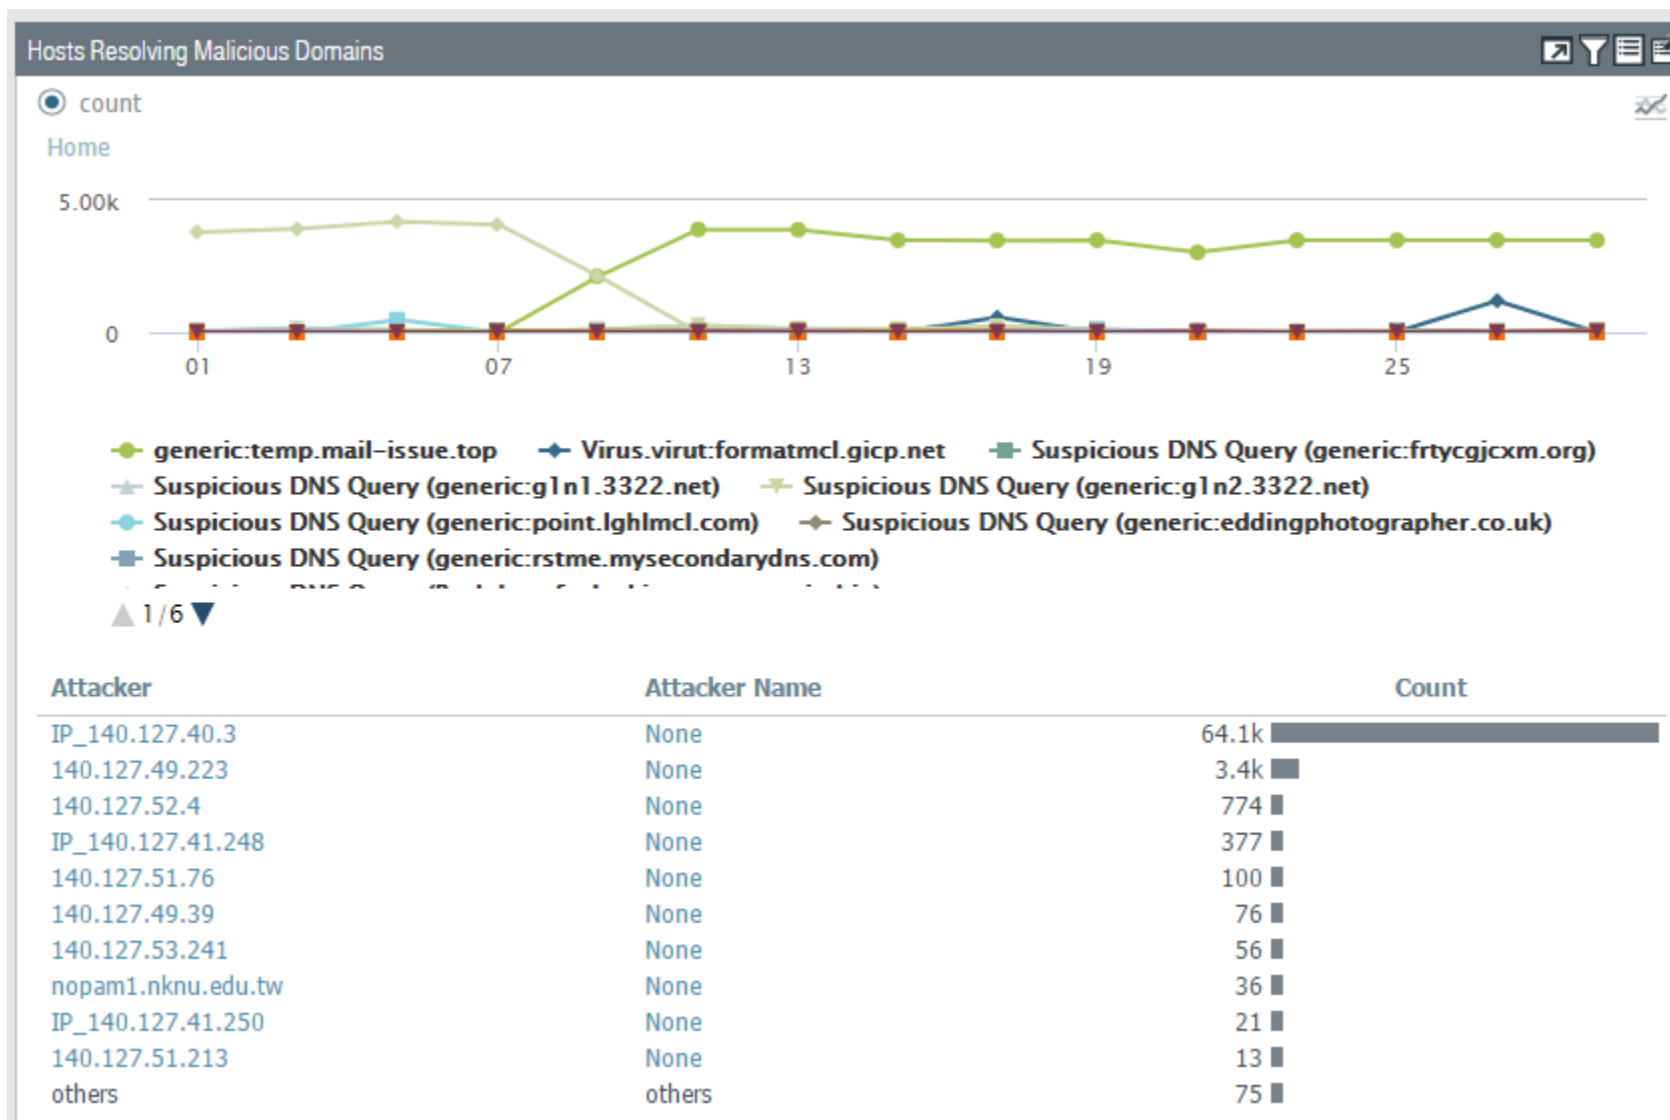 Hosts Resolving Malicious Domains
count
Home
5.00k
0
01 07 13 19 25
generic:temp.mail-issue.top Virus.virut:formatmcl.gicp.net Suspicious DNS Query (generic:frtycgjcxm.org)
Suspicious DNS Query (generic:g1n1.3322.net) Suspicious DNS Query (generic:g1n2.3322.net)
Suspicious DNS Query (generic:point.lghlmcl.com) Suspicious DNS Query (generic:eddingphotographer.co.uk)
Suspicious DNS Query (generic:rstme.mysecondarydns.com)
1/6
Attacker Attacker Name Count
IP_140.127.40.3 None 64.1k
140.127.49.223 None 3.4k
140.127.52.4 None 774
IP_140.127.41.248 None 377
140.127.51.76 None 100
140.127.49.39 None 76
140.127.53.241 None 56
nopam1.nknu.edu.tw None 36
IP_140.127.41.250 None 21
140.127.51.213 None 13
others others 75